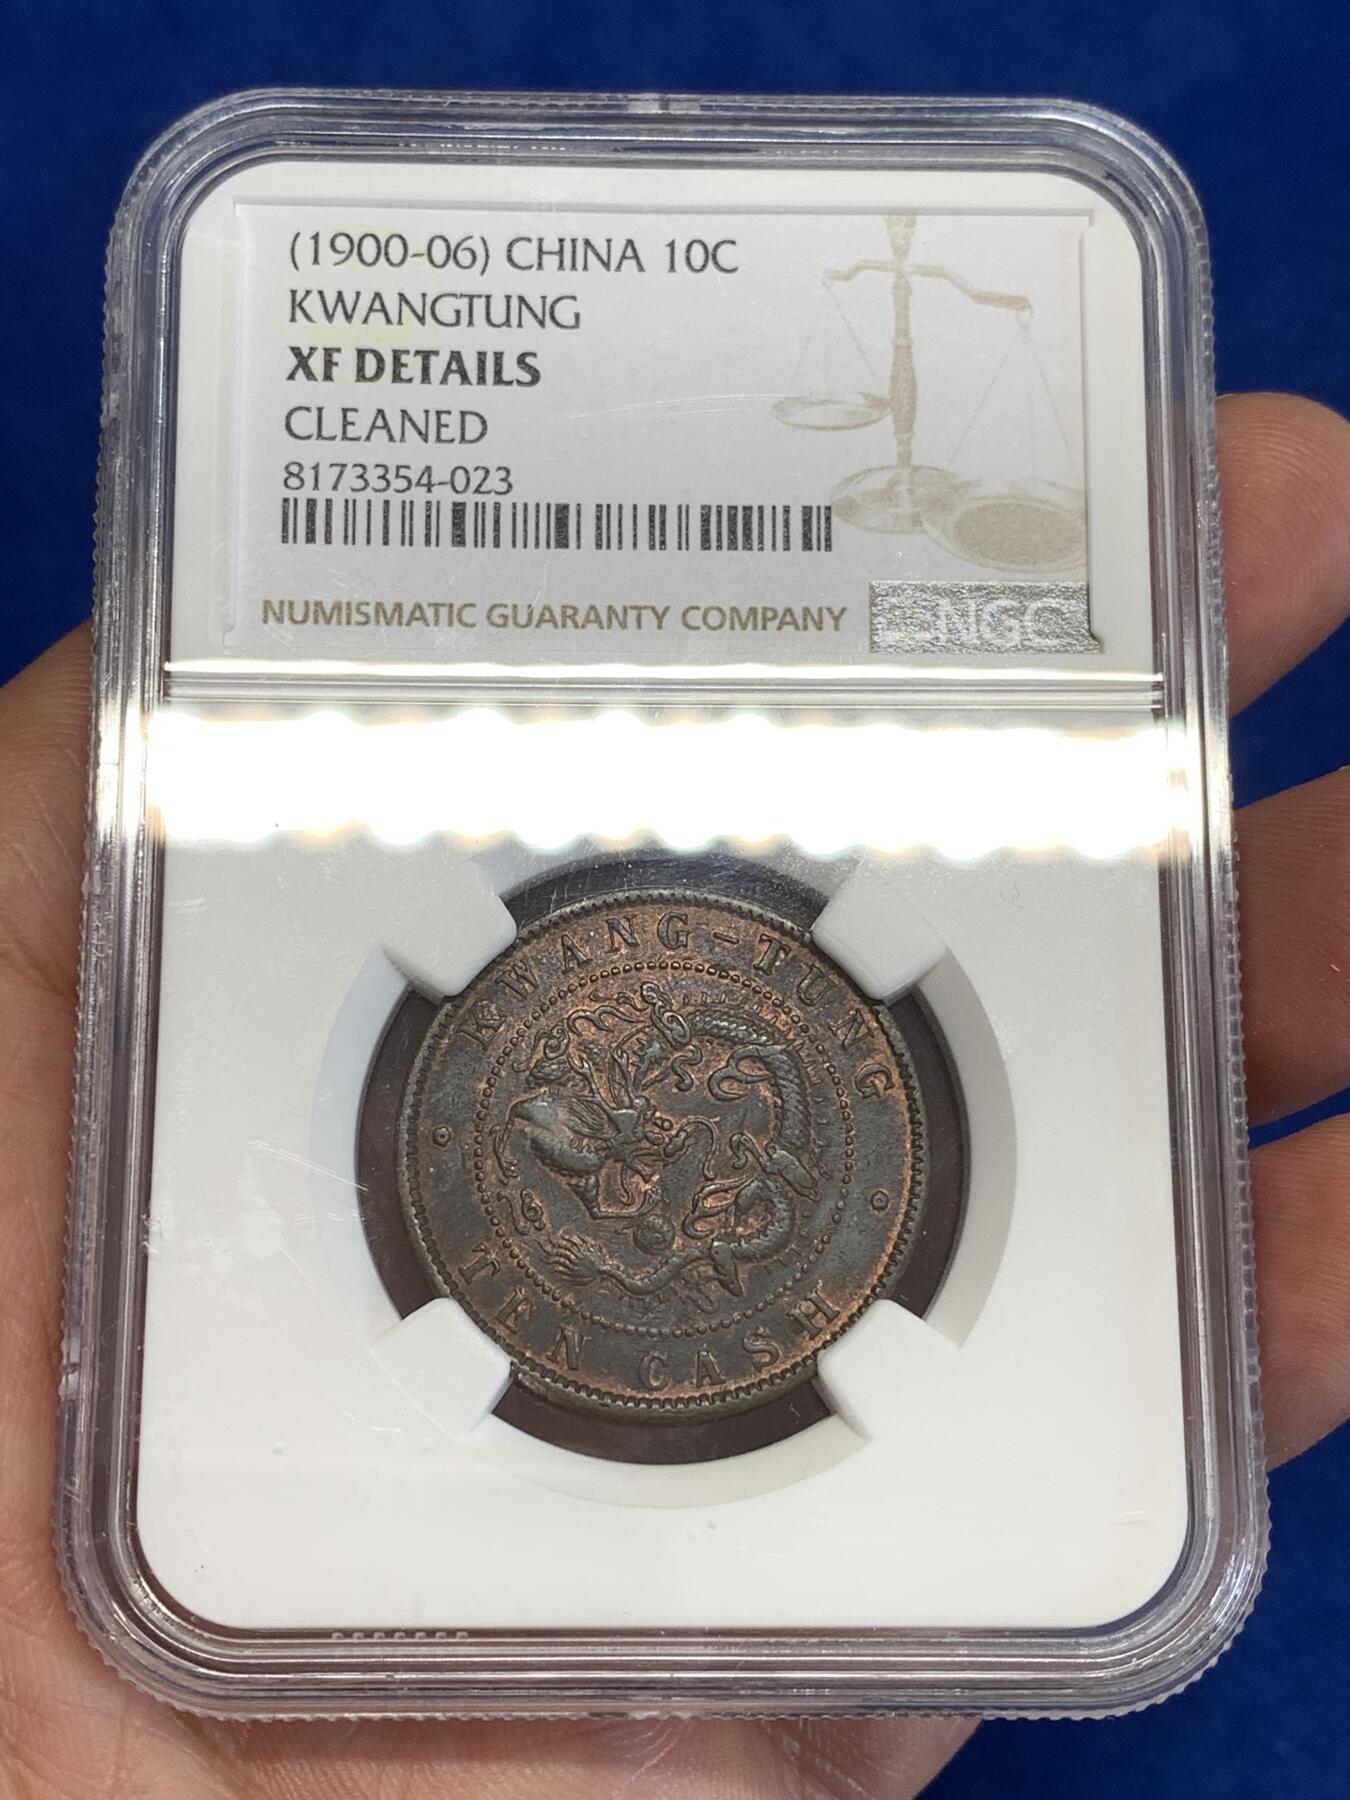 (1900-06) CHINA 10C
KWANGTUNG
XF DETAILS
CLEANED
8173354-023
NUMISMATIC GUARANTY COMPANY
NGC
KWANG-TUNG
TEN CASH